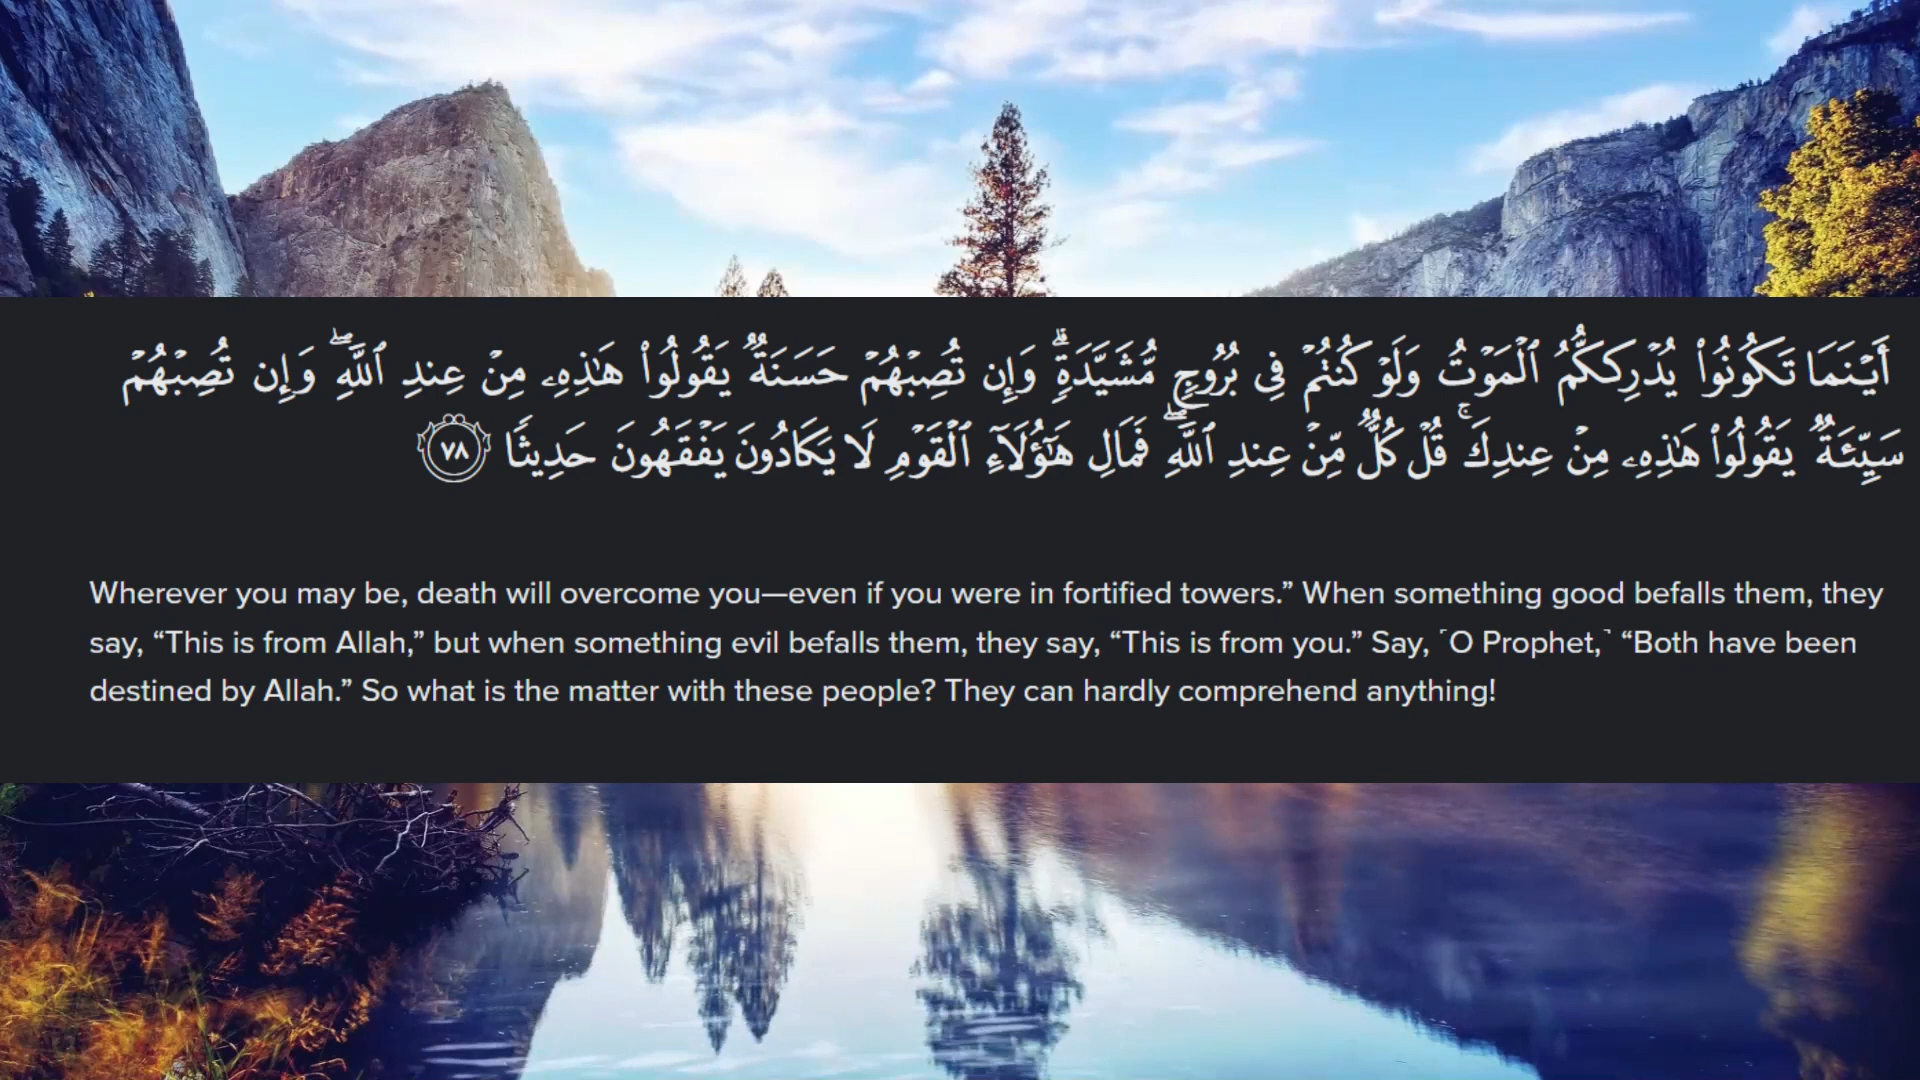 أَيۡنَمَا تَكُونُواْ يُدۡرِككُّمُ ٱلۡمَوۡتُ وَلَوۡ كُنتُمۡ فِي بُرُوجٖ مُّشَيَّدَةٖۗ وَإِن تُصِبۡهُمۡ حَسَنَةٞ يَقُولُواْ هَٰذِهِۦ مِنۡ عِندِ ٱللَّهِۖ وَإِن تُصِبۡهُمۡ
سَيِّئَةٞ يَقُولُواْ هَٰذِهِۦ مِنۡ عِندِكَۚ قُلۡ كُلّٞ مِّنۡ عِندِ ٱللَّهِۖ فَمَالِ هَٰٓؤُلَآءِ ٱلۡقَوۡمِ لَا يَكَادُونَ يَفۡقَهُونَ حَدِيثٗا ٧٨
Wherever you may be, death will overcome you—even if you were in fortified towers.” When something good befalls them, they
say, “This is from Allah,” but when something evil befalls them, they say, “This is from you.” Say, ˹O Prophet,˺ “Both have been
destined by Allah.” So what is the matter with these people? They can hardly comprehend anything!